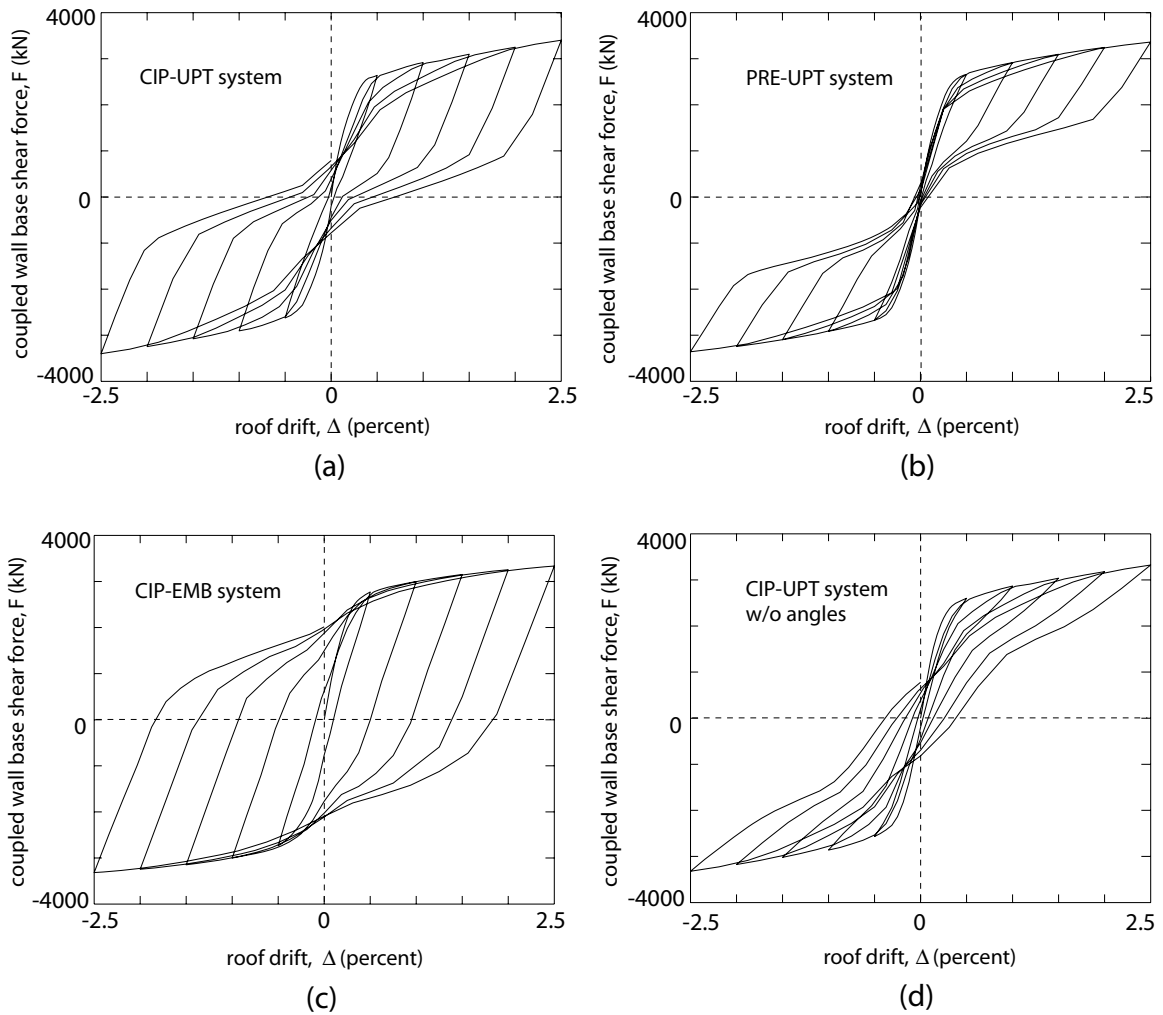 4000
CIP-UPT system
0
-4000
-2.5
0
2.5
coupled wall base shear force, F (kN)
roof drift, Δ (percent)
(a)
4000
PRE-UPT system
0
-4000
-2.5
0
2.5
coupled wall base shear force, F (kN)
roof drift, Δ (percent)
(b)
4000
CIP-EMB system
0
-4000
-2.5
0
2.5
coupled wall base shear force, F (kN)
roof drift, Δ (percent)
(c)
4000
CIP-UPT system
w/o angles
0
-4000
-2.5
0
2.5
coupled wall base shear force, F (kN)
roof drift, Δ (percent)
(d)